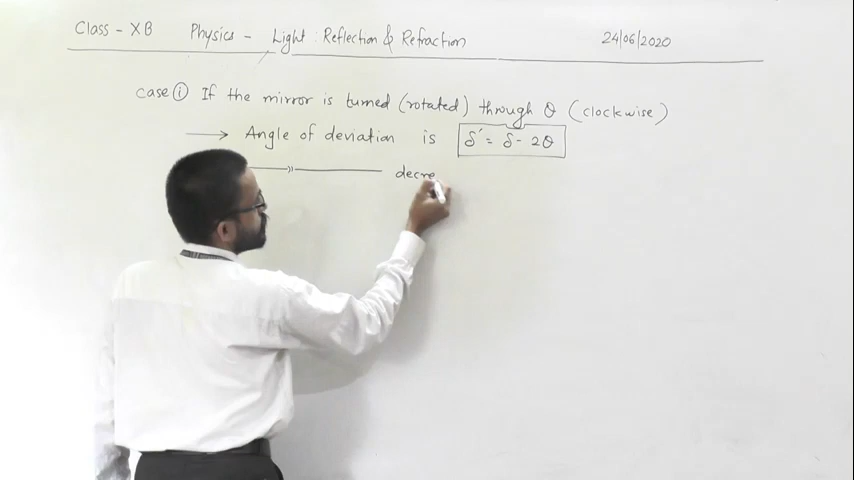 Class - XB Physics - Light : Reflection & Refraction 24/06/2020
case ① If the mirror is turned (rotated) through θ (clockwise)
→ Angle of deviation is δ' = δ - 2θ
——〃 —— decre